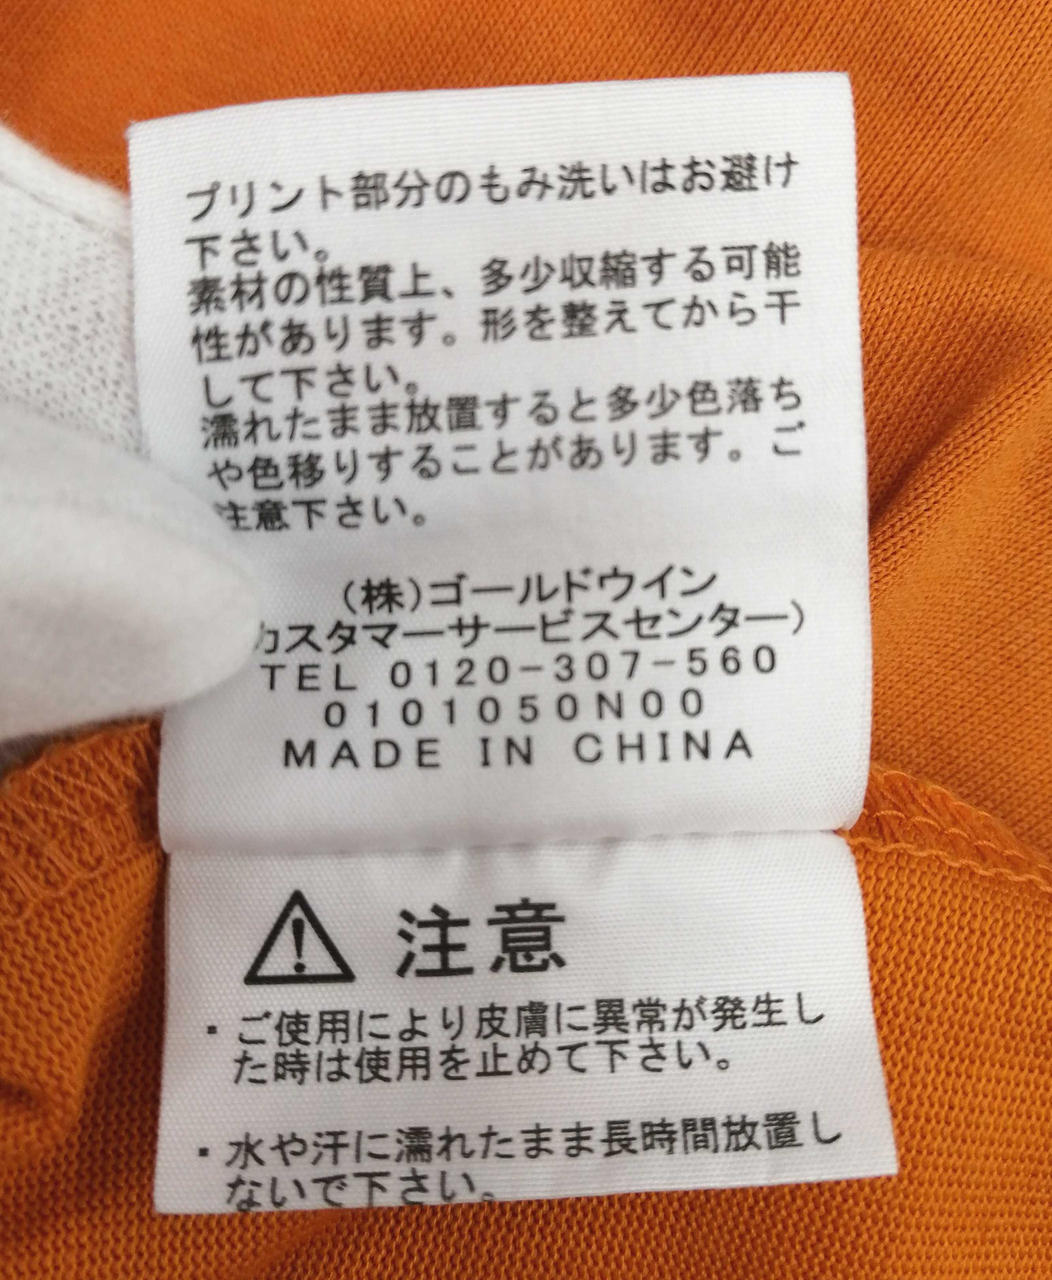 プリント部分のもみ洗いはお避け
下さい。
素材の性質上、多少収縮する可能
性があります。形を整えてから干
して下さい。
濡れたまま放置すると多少色落ち
や色移りすることがあります。ご
注意下さい。
(株)ゴールドウイン
カスタマーサービスセンター)
TEL 0120-307-560
0101050N00
MADE IN CHINA
注意
・ご使用により皮膚に異常が発生し
た時は使用を止めて下さい。
・水や汗に濡れたまま長時間放置し
ないで下さい。